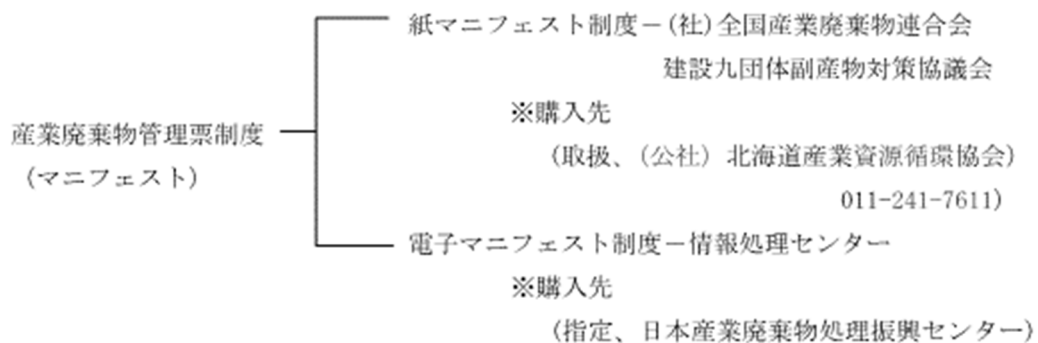 紙マニフェスト制度－(社)全国産業廃棄物連合会
建設九団体副産物対策協議会
※購入先
産業廃棄物管理票制度
(取扱、(公社) 北海道産業資源循環協会)
(マニフェスト)
011-241-7611)
電子マニフェスト制度－情報処理センター
※購入先
(指定、日本産業廃棄物処理振興センター)